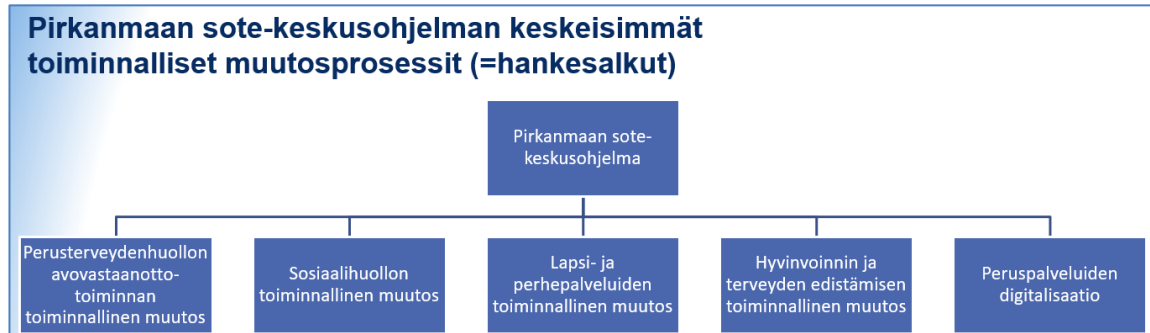 Pirkanmaan sote-keskusohjelman keskeisimmät
toiminnalliset muutosprosessit (=hankesalkut)
Pirkanmaan sote-
keskusohjelma
Perusterveydenhuollon
avovastaanotto-
toiminnan
toiminnallinen muutos
Sosiaalihuollon
toiminnallinen muutos
Lapsi- ja
perhepalveluiden
toiminnallinen muutos
Hyvinvoinnin ja
terveyden edistämisen
toiminnallinen muutos
Peruspalveluiden
digitalisaatio